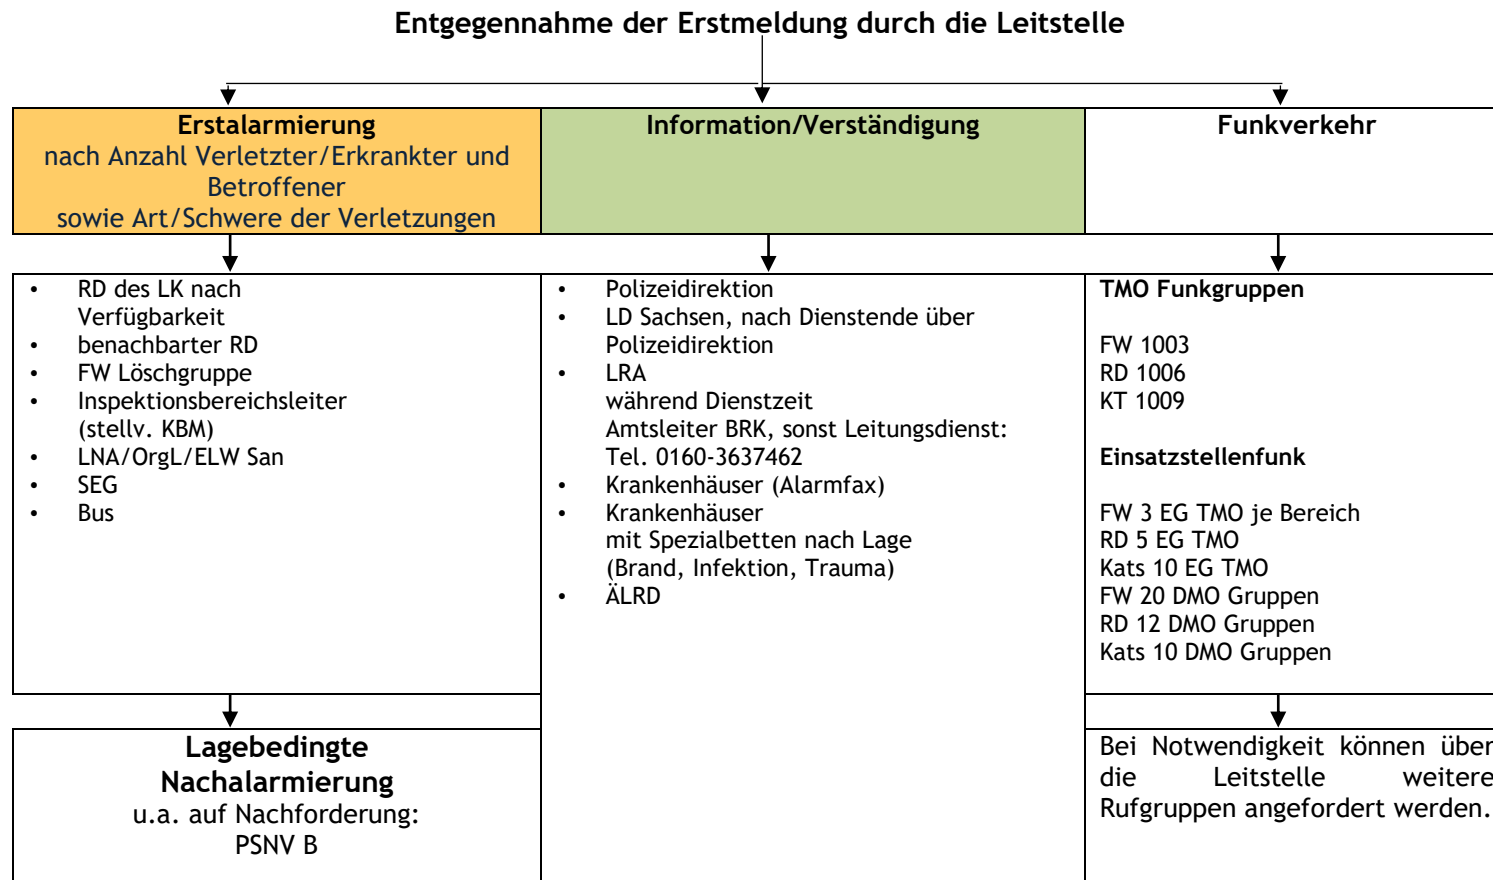 Entgegennahme der Erstmeldung durch die Leitstelle
Erstalarmierung
nach Anzahl Verletzter/Erkrankter und
Betroffener
sowie Art/Schwere der Verletzungen
Information/Verständigung
Funkverkehr
• RD des LK nach
Verfügbarkeit
• benachbarter RD
• FW Löschgruppe
• Inspektionsbereichsleiter
(stellv. KBM)
• LNA/OrgL/ELW San
• SEG
• Bus
• Polizeidirektion
• LD Sachsen, nach Dienstende über
Polizeidirektion
• LRA
während Dienstzeit
Amtsleiter BRK, sonst Leitungsdienst:
Tel. 0160-3637462
• Krankenhäuser (Alarmfax)
• Krankenhäuser
mit Spezialbetten nach Lage
(Brand, Infektion, Trauma)
• ÄLRD
TMO Funkgruppen
FW 1003
RD 1006
KT 1009
Einsatzstellenfunk
FW 3 EG TMO je Bereich
RD 5 EG TMO
Kats 10 EG TMO
FW 20 DMO Gruppen
RD 12 DMO Gruppen
Kats 10 DMO Gruppen
Lagebedingte
Nachalarmierung
u.a. auf Nachforderung:
PSNV B
Bei Notwendigkeit können über
die Leitstelle weitere
Rufgruppen angefordert werden.